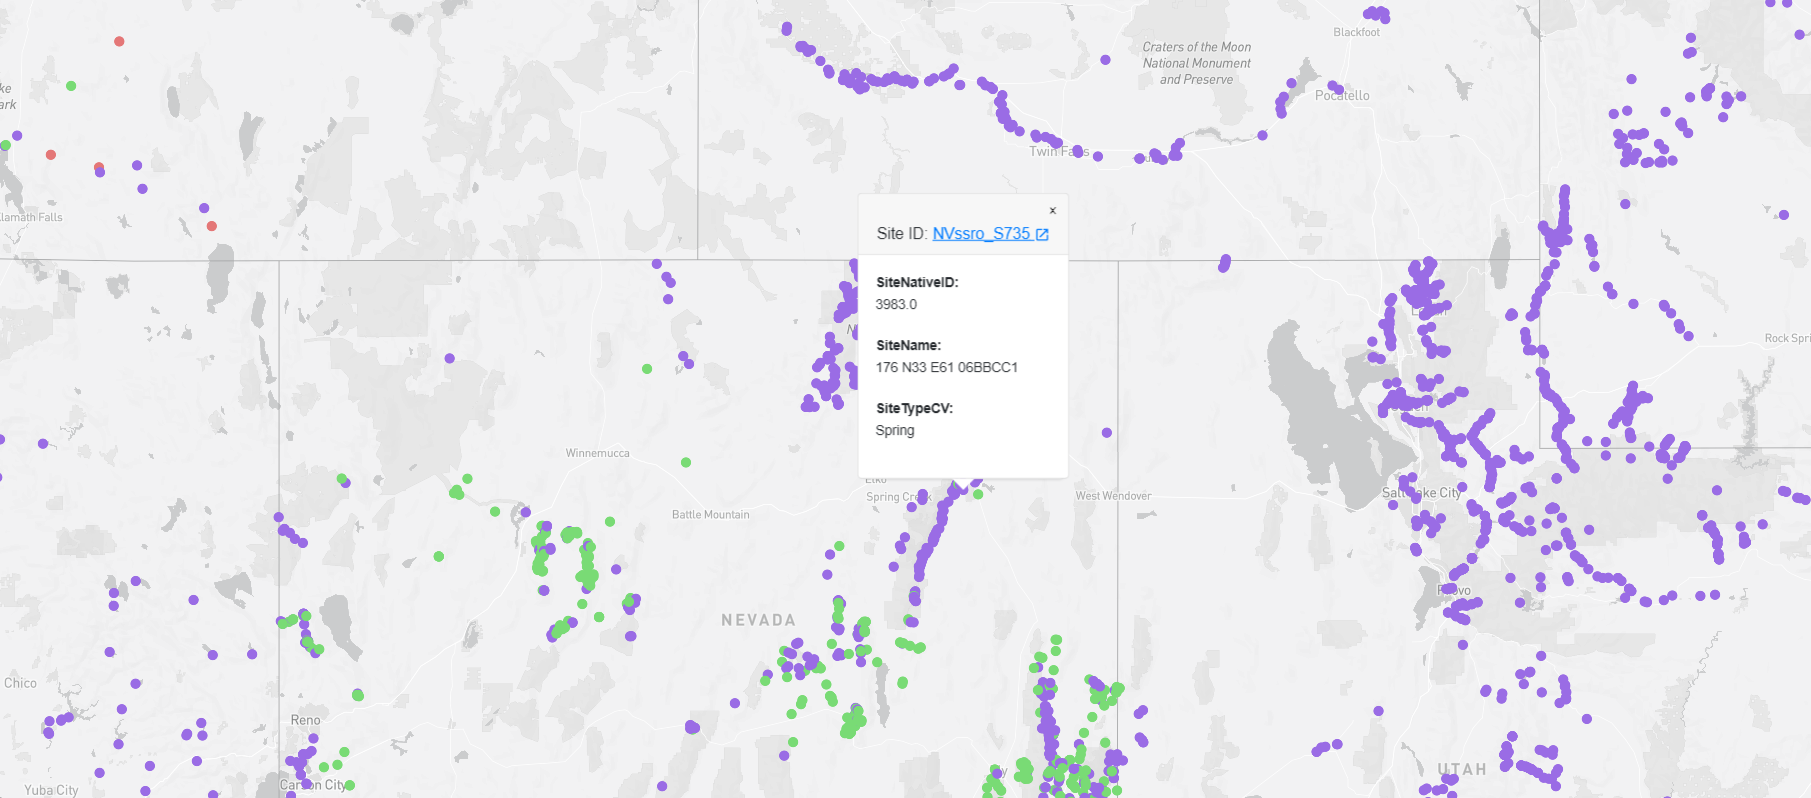 Blackfoot
Craters of the Moon
National Monument
and Preserve
ke
ark
Pocatello
Twin Falls
lamath Falls
×
Site ID: NVssro_S735
SiteNativeID:
3983.0
SiteName:
176 N33 E61 06BBCC1
SiteTypeCV:
Spring
Rock Spri
Winnemucca
Elko
Spring Creek
West Wendover
Salt Lake City
Battle Mountain
NEVADA
Provo
Chico
Reno
UTAH
Carson City
Yuba City